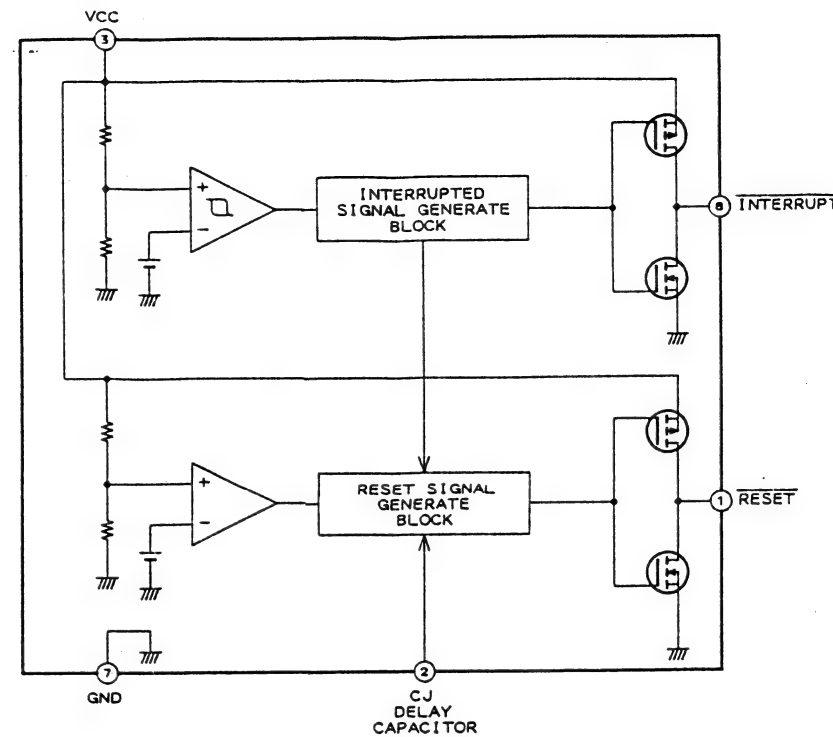 VCC
3
INTERRUPTED
SIGNAL GENERATE
BLOCK
6 INTERRUPT
RESET SIGNAL
GENERATE
BLOCK
1 RESET
7
GND
2
CJ
DELAY
CAPACITOR